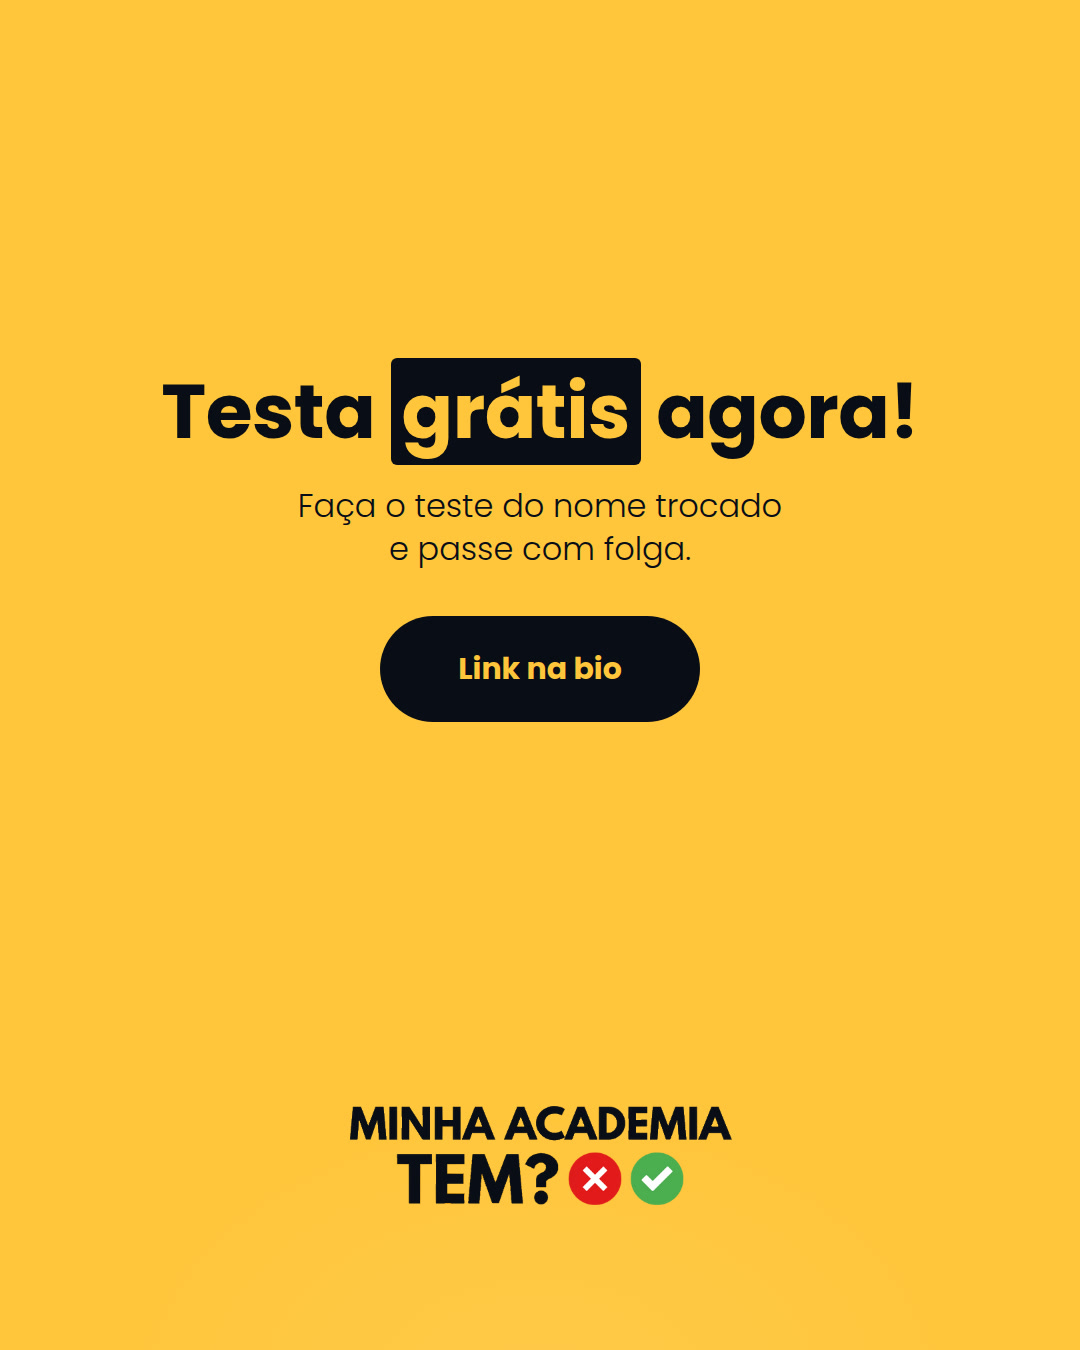 Testa grátis agora!
Faça o teste do nome trocado
e passe com folga.
Link na bio
MINHA ACADEMIA
TEM?